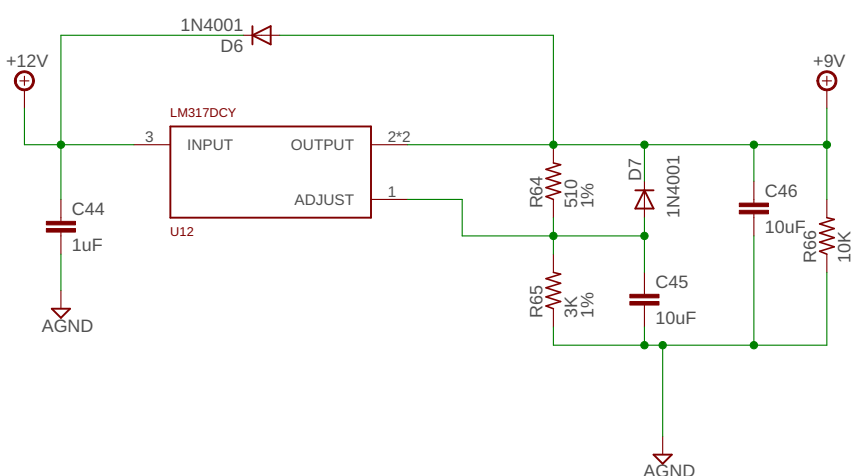 1N4001
D6
+12V
+9V
LM317DCY
3
INPUT
OUTPUT
2*2
ADJUST
1
U12
C44
1uF
AGND
R64
510
1%
D7
1N4001
C46
10uF
R66
10K
R65
3K
1%
C45
10uF
AGND